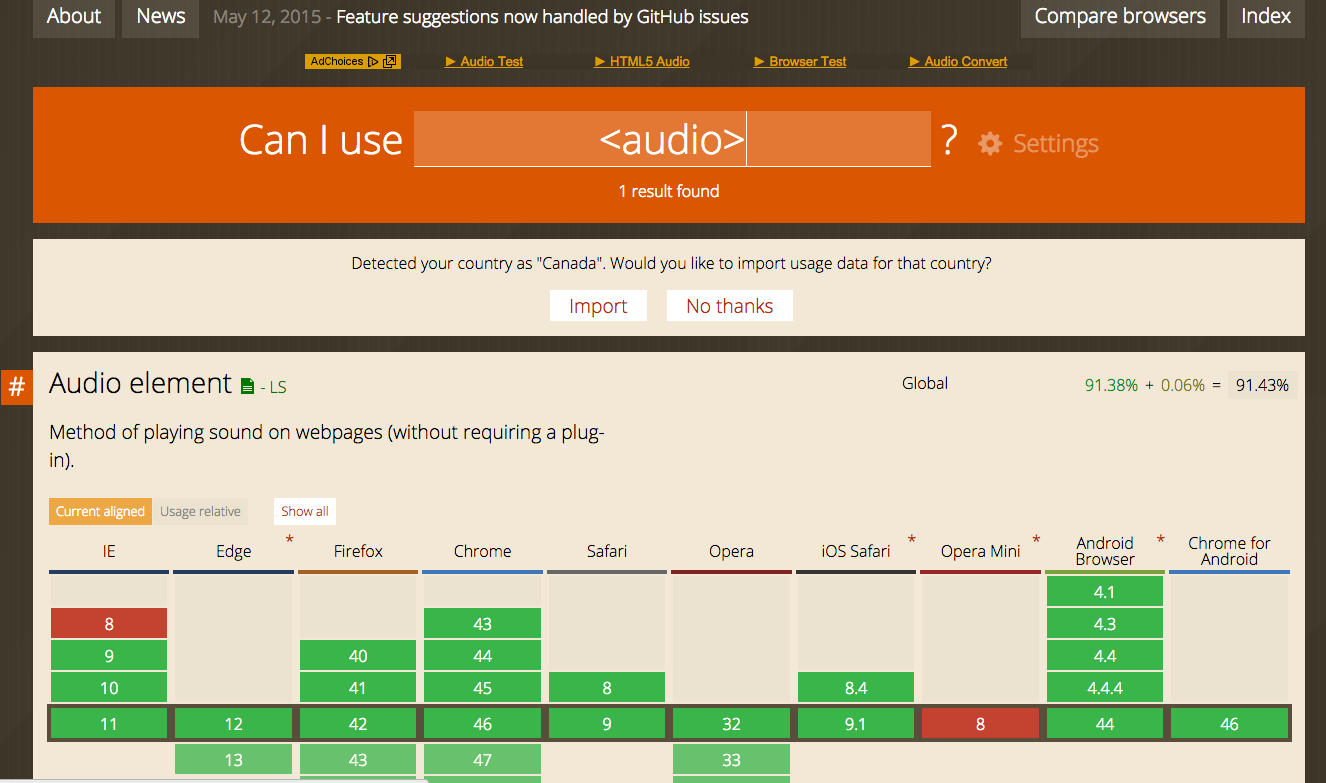 About News May 12, 2015 - Feature suggestions now handled by GitHub issues Compare browsers Index
AdChoices ► Audio Test ► HTML5 Audio ► Browser Test ► Audio Convert
Can I use <audio> ? Settings
1 result found
Detected your country as "Canada". Would you like to import usage data for that country?
Import No thanks
# Audio element - LS Global 91.38% + 0.06% = 91.43%
Method of playing sound on webpages (without requiring a plug-
in).
Current aligned Usage relative Show all
IE Edge * Firefox Chrome Safari Opera iOS Safari * Opera Mini * Android Browser * Chrome for Android
4.1
8 43 4.3
9 40 44 4.4
10 41 45 8 8.4 4.4.4
11 12 42 46 9 32 9.1 8 44 46
13 43 47 33